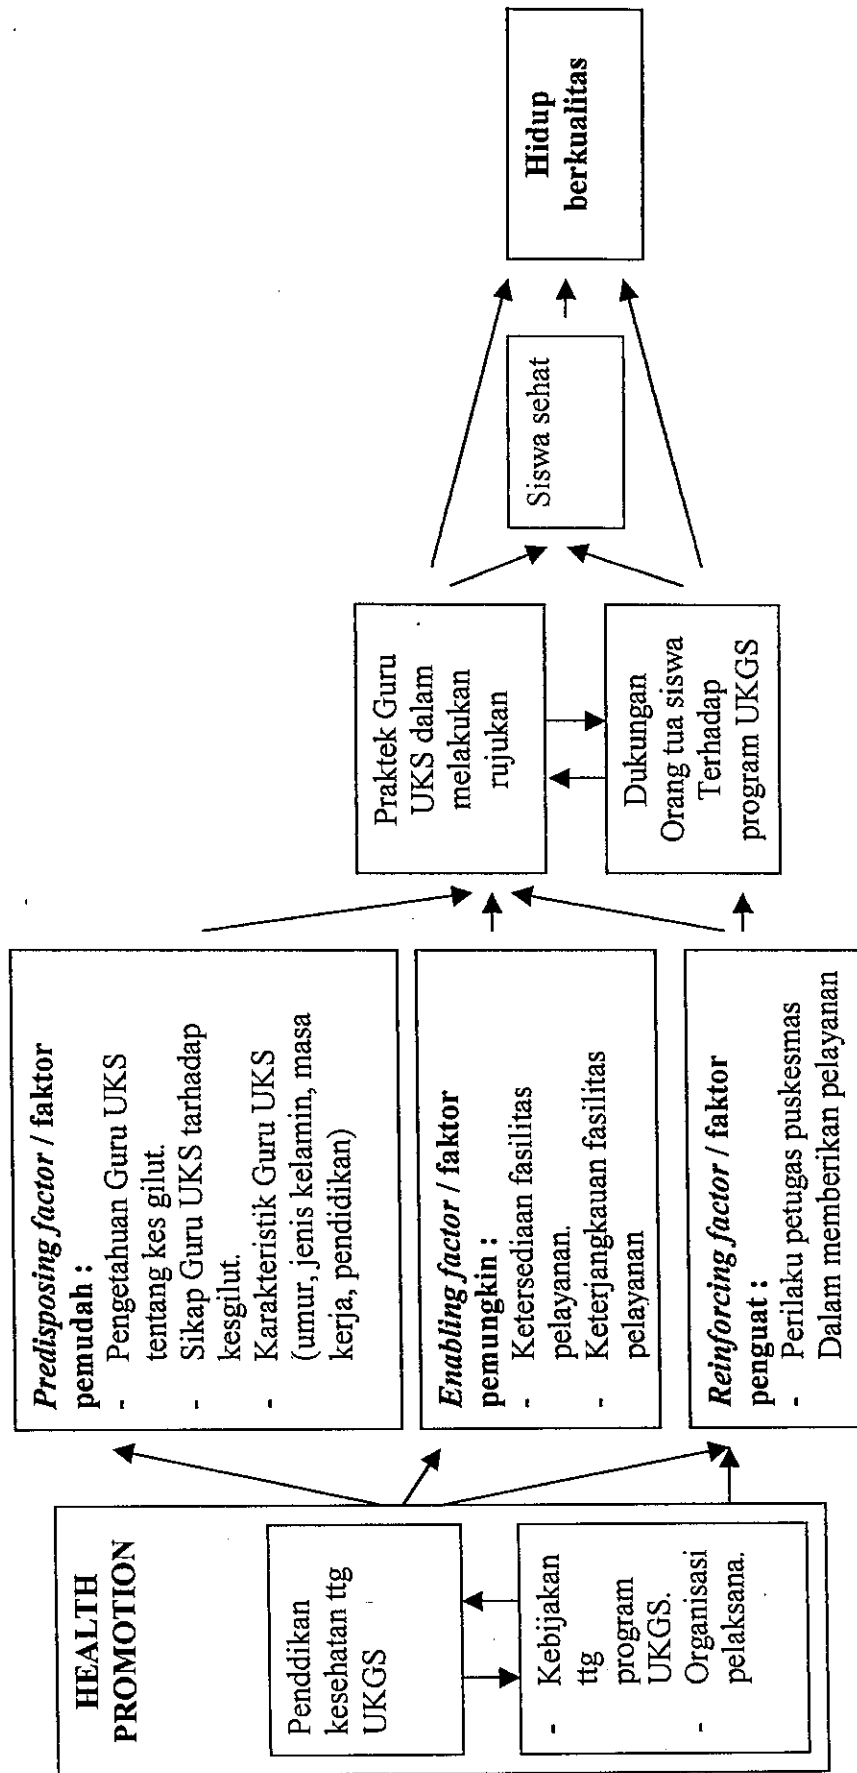 HEALTH
PROMOTION
Penddikan
kesehatan ttg
UKGS
- Kebijakan
ttg
program
UKGS.
- Organisasi
pelaksana.
Predisposing factor / faktor
pemudah :
- Pengetahuan Guru UKS
tentang kes gilut.
- Sikap Guru UKS tarhadap
kesgilut.
- Karakteristik Guru UKS
(umur, jenis kelamin, masa
kerja, pendidikan)
Enabling factor / faktor
pemungkin :
- Ketersediaan fasilitas
pelayanan.
- Keterjangkauan fasilitas
pelayanan
Reinforcing factor / faktor
penguat :
- Perilaku petugas puskesmas
Dalam memberikan pelayanan
Praktek Guru
UKS dalam
melakukan
rujukan
Dukungan
Orang tua siswa
Terhadap
program UKGS
Siswa sehat
Hidup
berkualitas